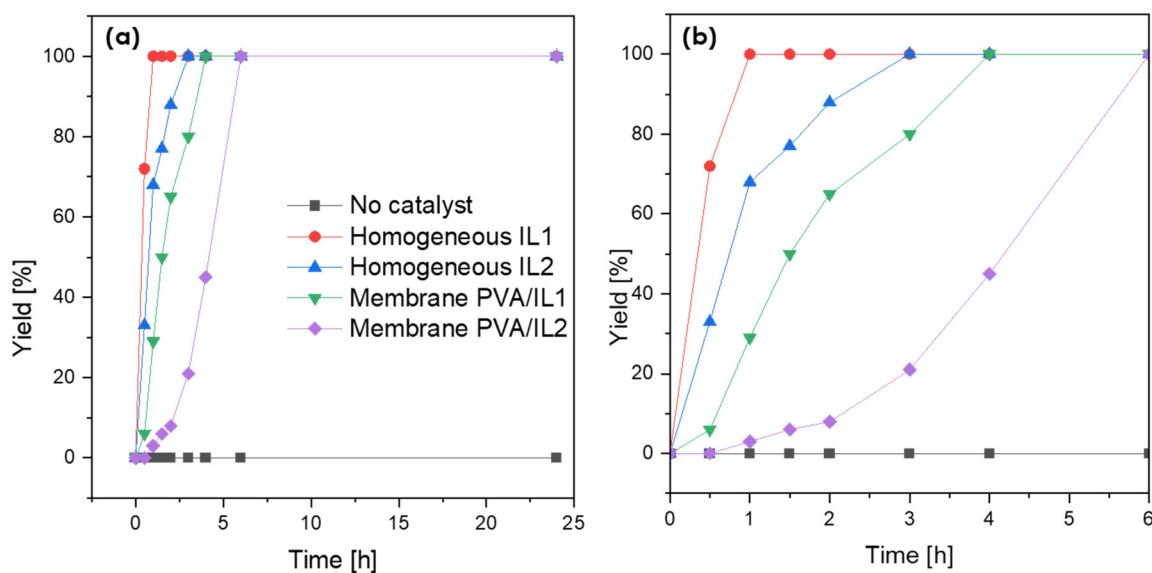 (a)
100
80
60
40
20
0
Yield [%]
No catalyst
Homogeneous IL1
Homogeneous IL2
Membrane PVA/IL1
Membrane PVA/IL2
0 5 10 15 20 25
Time [h]
(b)
100
80
60
40
20
0
Yield [%]
0 1 2 3 4 5 6
Time [h]